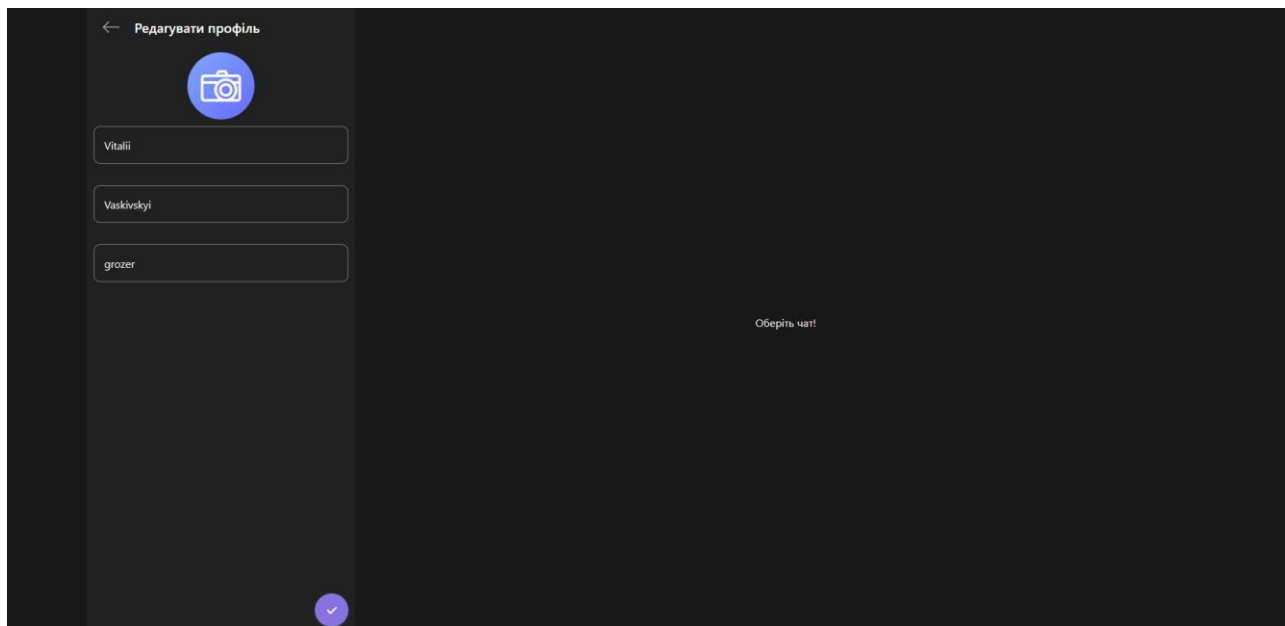 Редагувати профіль
Vitalii
Vaskivskyi
grozer
Оберіть чат!